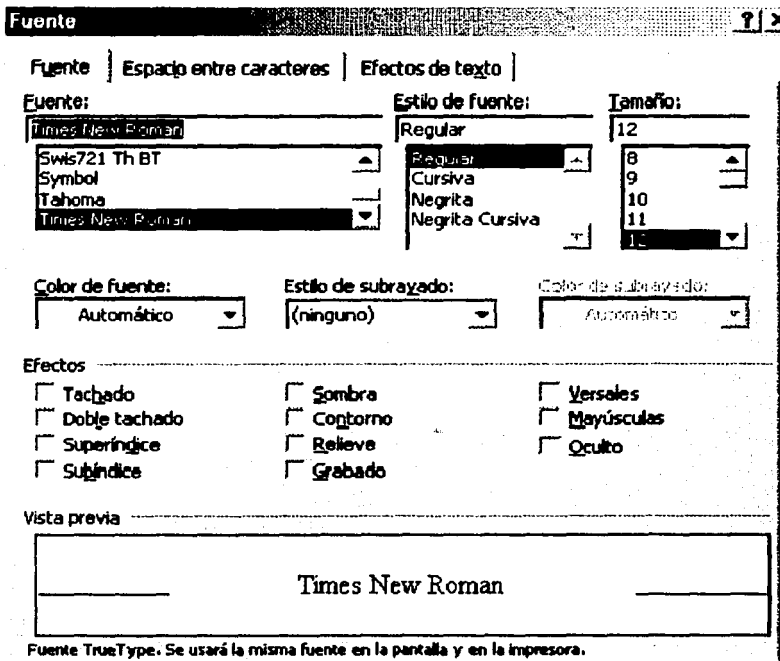 Fuente
Fuente Espacio entre caracteres Efectos de texto
Fuente: Estilo de fuente: Tamaño:
Times New Roman Regular 12
Swis721 Th BT Regular 8
Symbol Cursiva 9
Tahoma Negrita 10
Times New Roman Negrita Cursiva 11
12
Color de fuente: Estilo de subrayado: Color de subrayado:
Automático (ninguno) Automático
Efectos
Tachado Sombra Versales
Doble tachado Contorno Mayúsculas
Superíndice Relieve Oculto
Subíndice Grabado
Vista previa
Times New Roman
Fuente TrueType. Se usará la misma fuente en la pantalla y en la impresora.